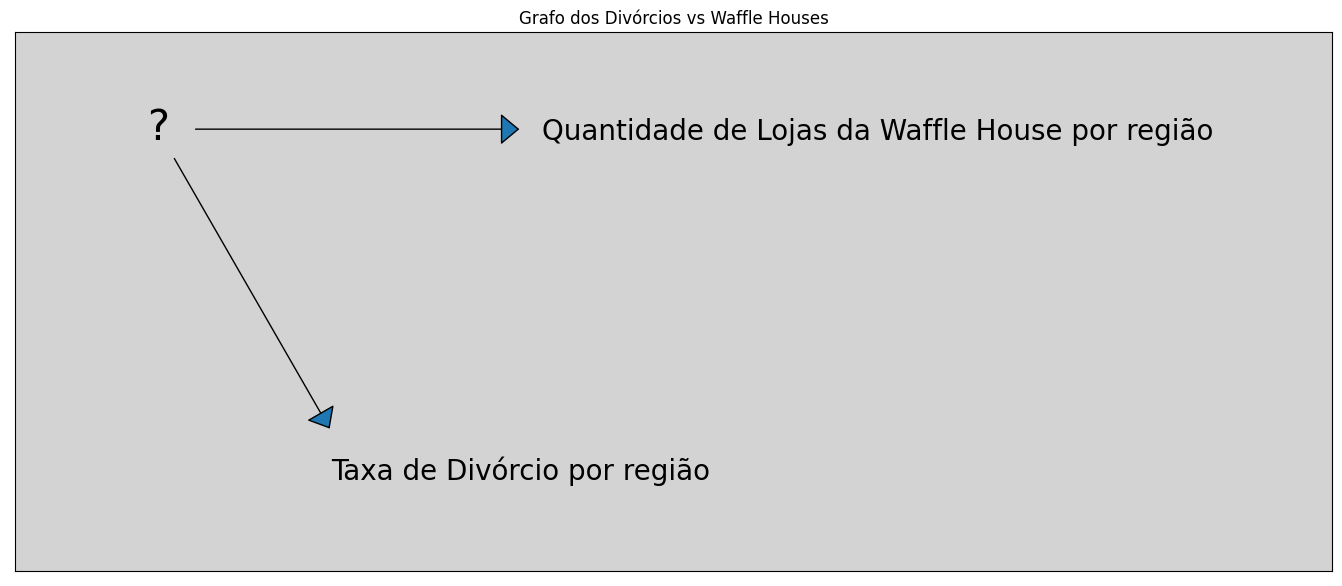 Grafo dos Divórcios vs Waffle Houses
? Quantidade de Lojas da Waffle House por região
Taxa de Divórcio por região